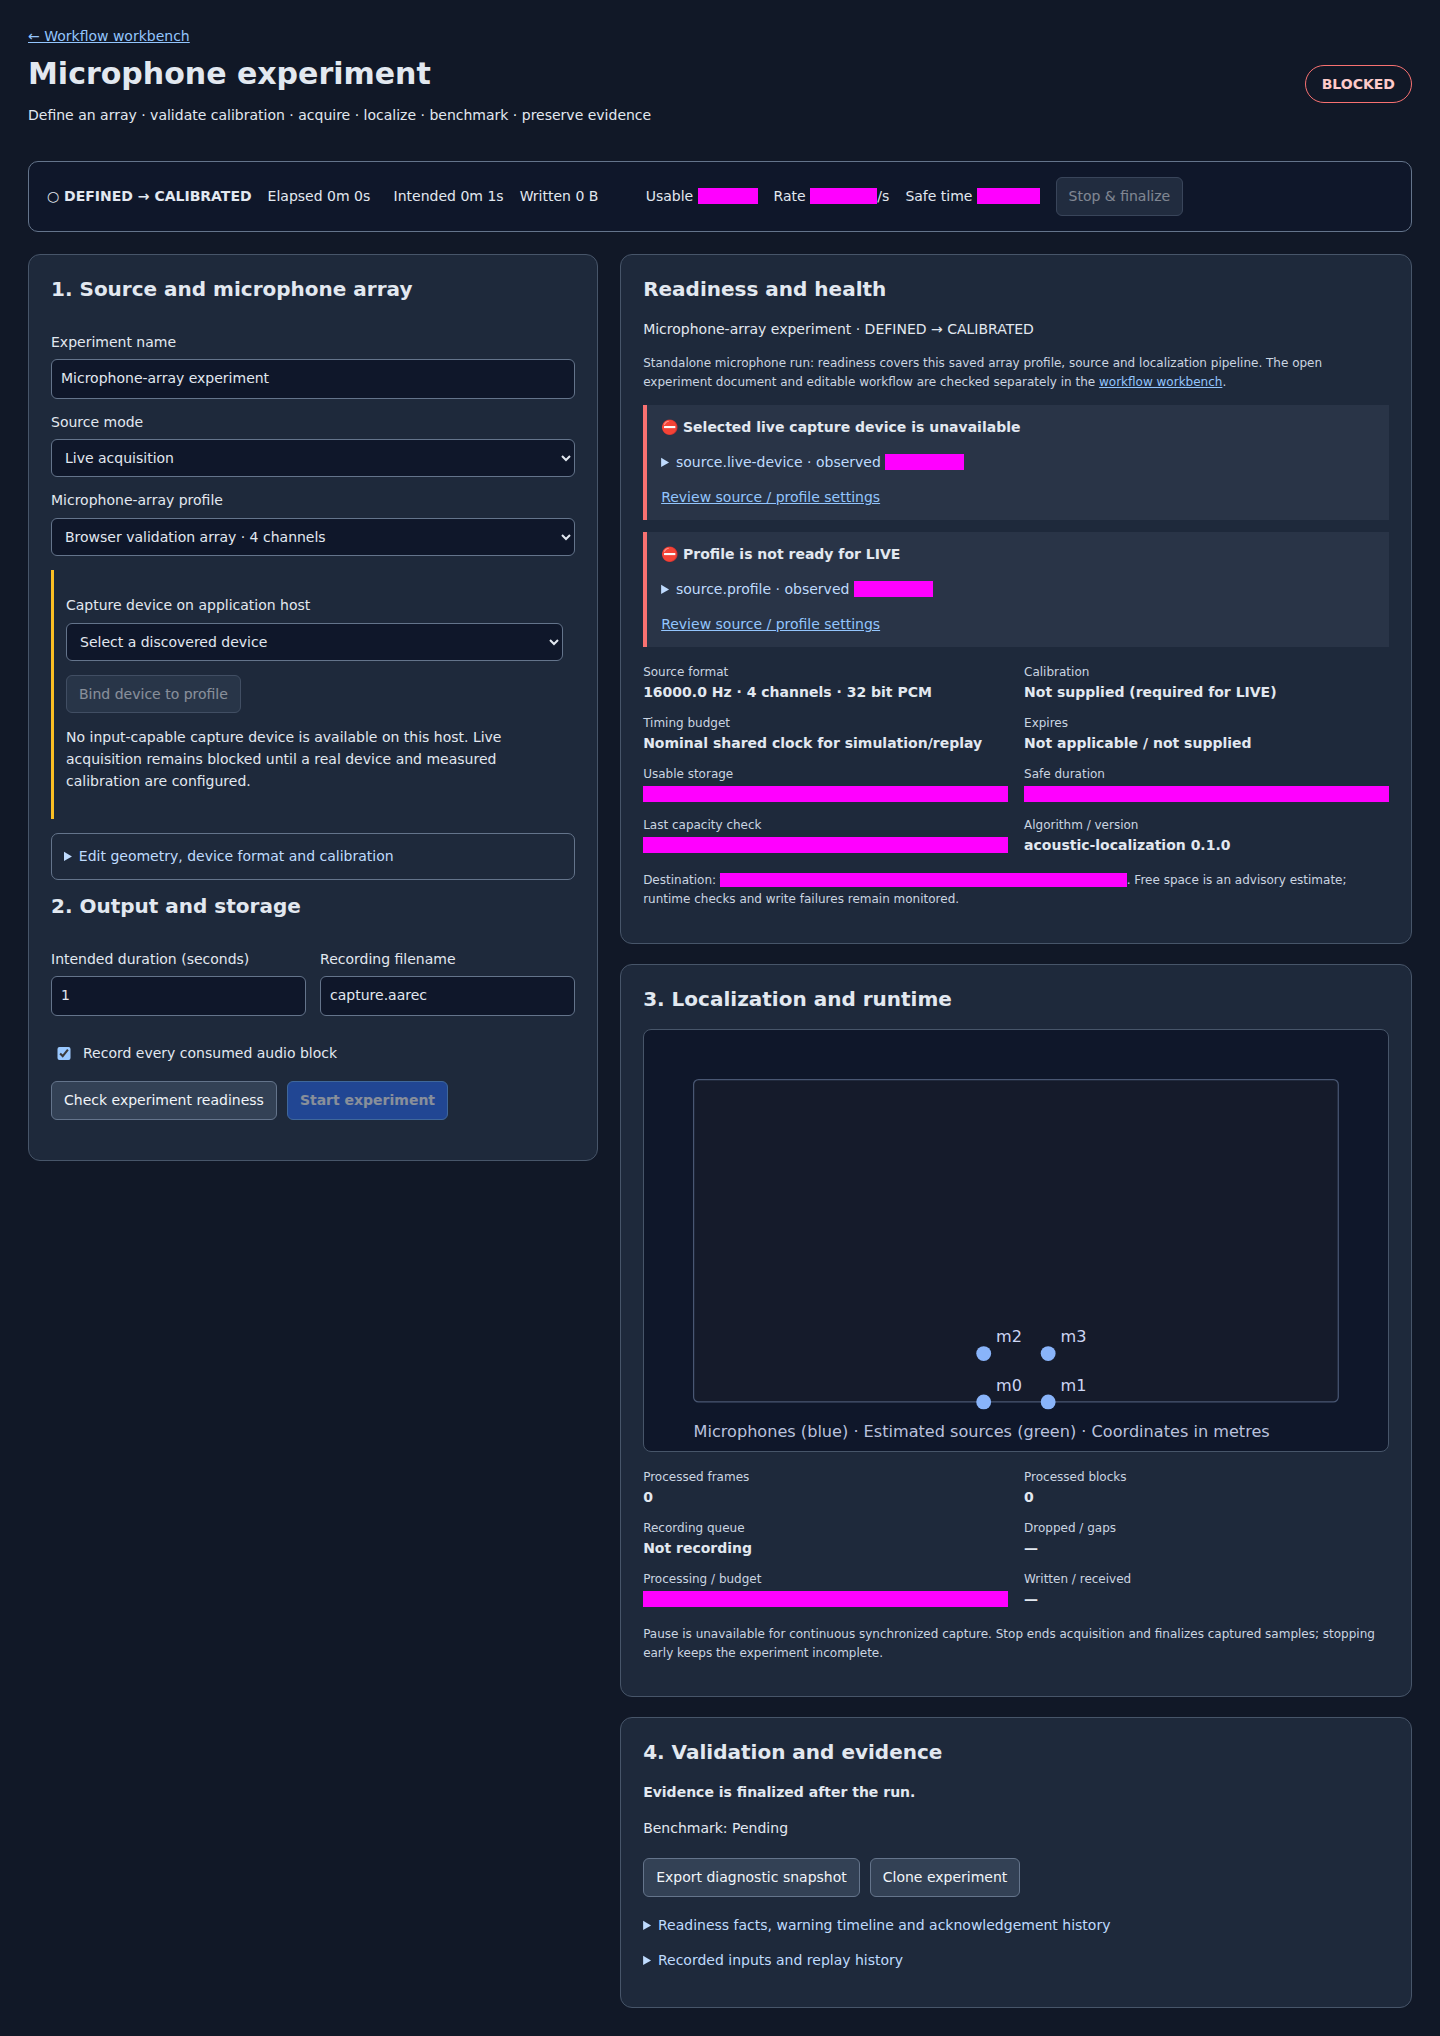 ← Workflow workbench
Microphone experiment
BLOCKED
Define an array · validate calibration · acquire · localize · benchmark · preserve evidence
○ DEFINED → CALIBRATED Elapsed 0m 0s Intended 0m 1s Written 0 B Usable Rate /s Safe time Stop & finalize
1. Source and microphone array
Experiment name
Microphone-array experiment
Source mode
Live acquisition
Microphone-array profile
Browser validation array · 4 channels
Capture device on application host
Select a discovered device
Bind device to profile
No input-capable capture device is available on this host. Live
acquisition remains blocked until a real device and measured
calibration are configured.
▶ Edit geometry, device format and calibration
2. Output and storage
Intended duration (seconds) Recording filename
1 capture.aarec
Record every consumed audio block
Check experiment readiness Start experiment
Readiness and health
Microphone-array experiment · DEFINED → CALIBRATED
Standalone microphone run: readiness covers this saved array profile, source and localization pipeline. The open
experiment document and editable workflow are checked separately in the workflow workbench.
⛔ Selected live capture device is unavailable
▶ source.live-device · observed
Review source / profile settings
⛔ Profile is not ready for LIVE
▶ source.profile · observed
Review source / profile settings
Source format Calibration
16000.0 Hz · 4 channels · 32 bit PCM Not supplied (required for LIVE)
Timing budget Expires
Nominal shared clock for simulation/replay Not applicable / not supplied
Usable storage Safe duration
Last capacity check Algorithm / version
acoustic-localization 0.1.0
Destination: . Free space is an advisory estimate;
runtime checks and write failures remain monitored.
3. Localization and runtime
m2 m3
m0 m1
Microphones (blue) · Estimated sources (green) · Coordinates in metres
Processed frames Processed blocks
0 0
Recording queue Dropped / gaps
Not recording —
Processing / budget Written / received
—
Pause is unavailable for continuous synchronized capture. Stop ends acquisition and finalizes captured samples; stopping
early keeps the experiment incomplete.
4. Validation and evidence
Evidence is finalized after the run.
Benchmark: Pending
Export diagnostic snapshot Clone experiment
▶ Readiness facts, warning timeline and acknowledgement history
▶ Recorded inputs and replay history